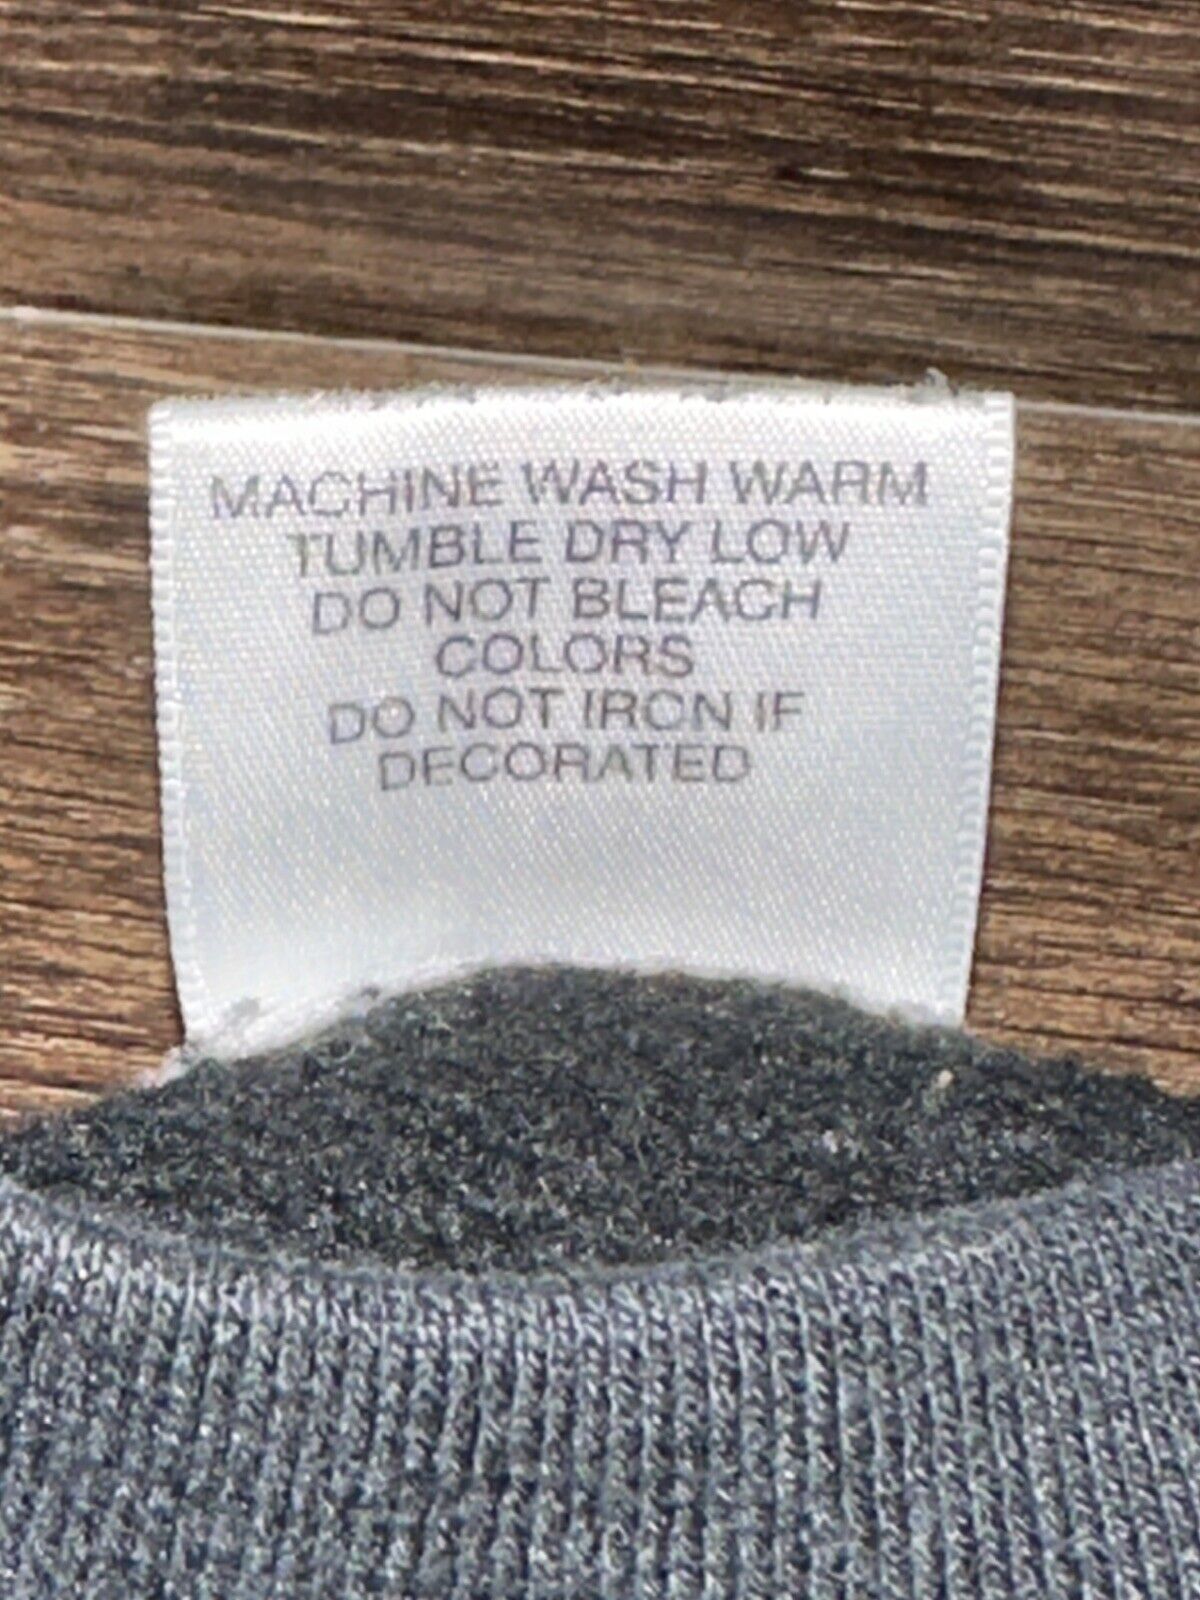 MACHINE WASH WARM
TUMBLE DRY LOW
DO NOT BLEACH
COLORS
DO NOT IRON IF
DECORATED